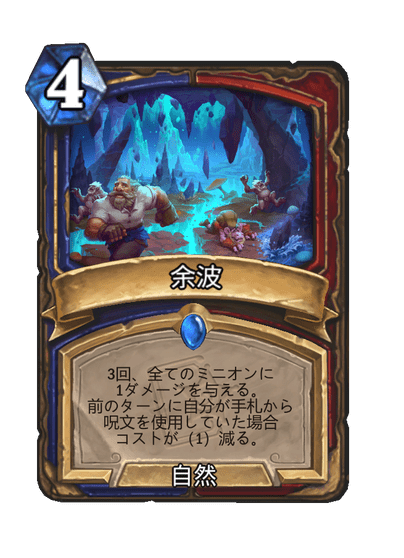 4
余波
3回、全てのミニオンに
1ダメージを与える。
前のターンに自分が手札から
呪文を使用していた場合
コストが (1) 減る。
自然